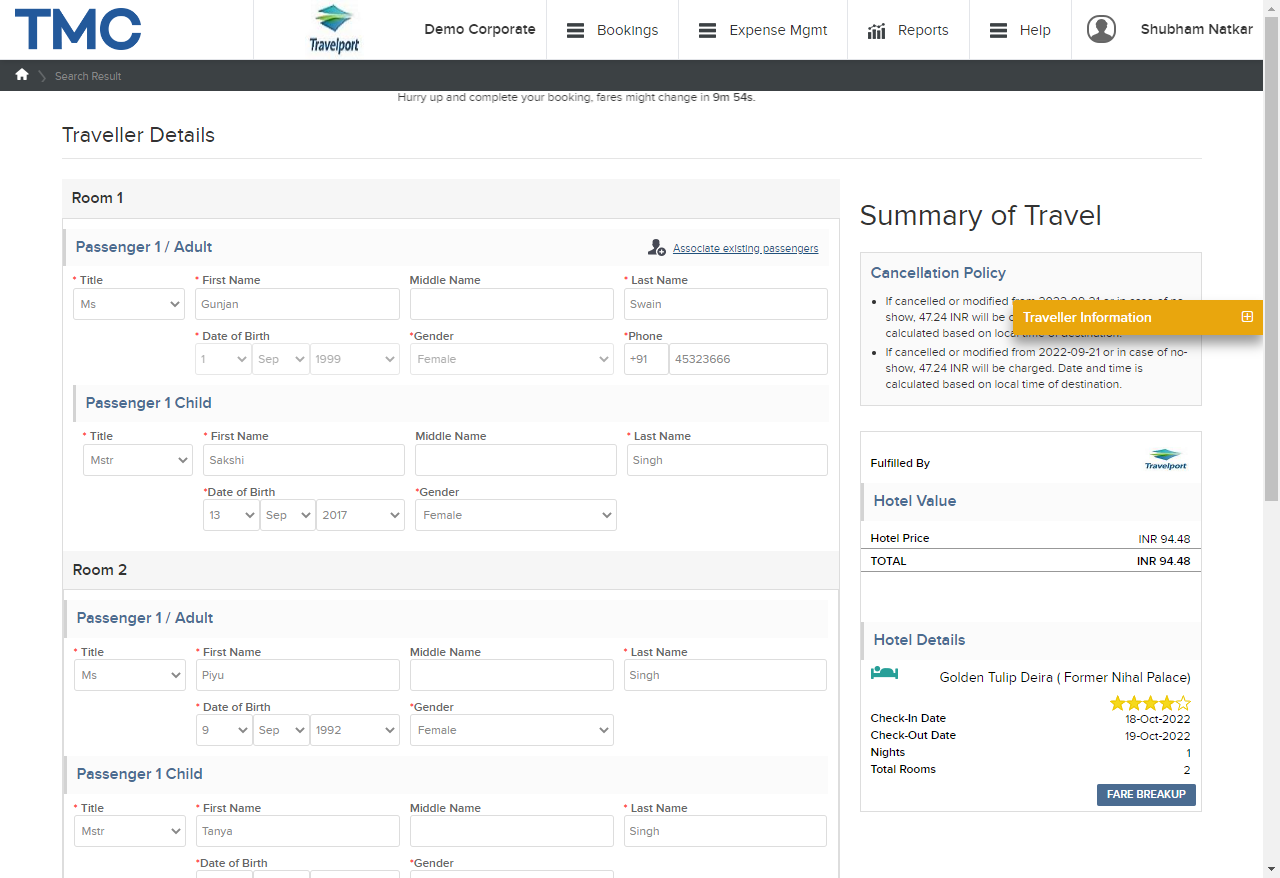 TMC
Travelport
Demo Corporate
Bookings
Expense Mgmt
Reports
Help
Shubham Natkar
Search Result
Hurry up and complete your booking, fares might change in 9m 54s.
Traveller Details
Room 1
Passenger 1 / Adult
Associate existing passengers
* Title * First Name Middle Name * Last Name
Ms Gunjan Swain
* Date of Birth *Gender *Phone
1 Sep 1999 Female +91 45323666
Passenger 1 Child
* Title * First Name Middle Name * Last Name
Mstr Sakshi Singh
*Date of Birth *Gender
13 Sep 2017 Female
Room 2
Passenger 1 / Adult
* Title * First Name Middle Name * Last Name
Ms Piyu Singh
* Date of Birth *Gender
9 Sep 1992 Female
Passenger 1 Child
* Title * First Name Middle Name * Last Name
Mstr Tanya Singh
*Date of Birth *Gender
Summary of Travel
Cancellation Policy
If cancelled or modified from 2022-09-21 or in case of no-
show, 47.24 INR will be
calculated based on local time of destination.
If cancelled or modified from 2022-09-21 or in case of no-
show, 47.24 INR will be charged. Date and time is
calculated based on local time of destination.
Traveller Information
Fulfilled By
Travelport
Hotel Value
Hotel Price INR 94.48
TOTAL INR 94.48
Hotel Details
Golden Tulip Deira ( Former Nihal Palace)
Check-In Date 18-Oct-2022
Check-Out Date 19-Oct-2022
Nights 1
Total Rooms 2
FARE BREAKUP